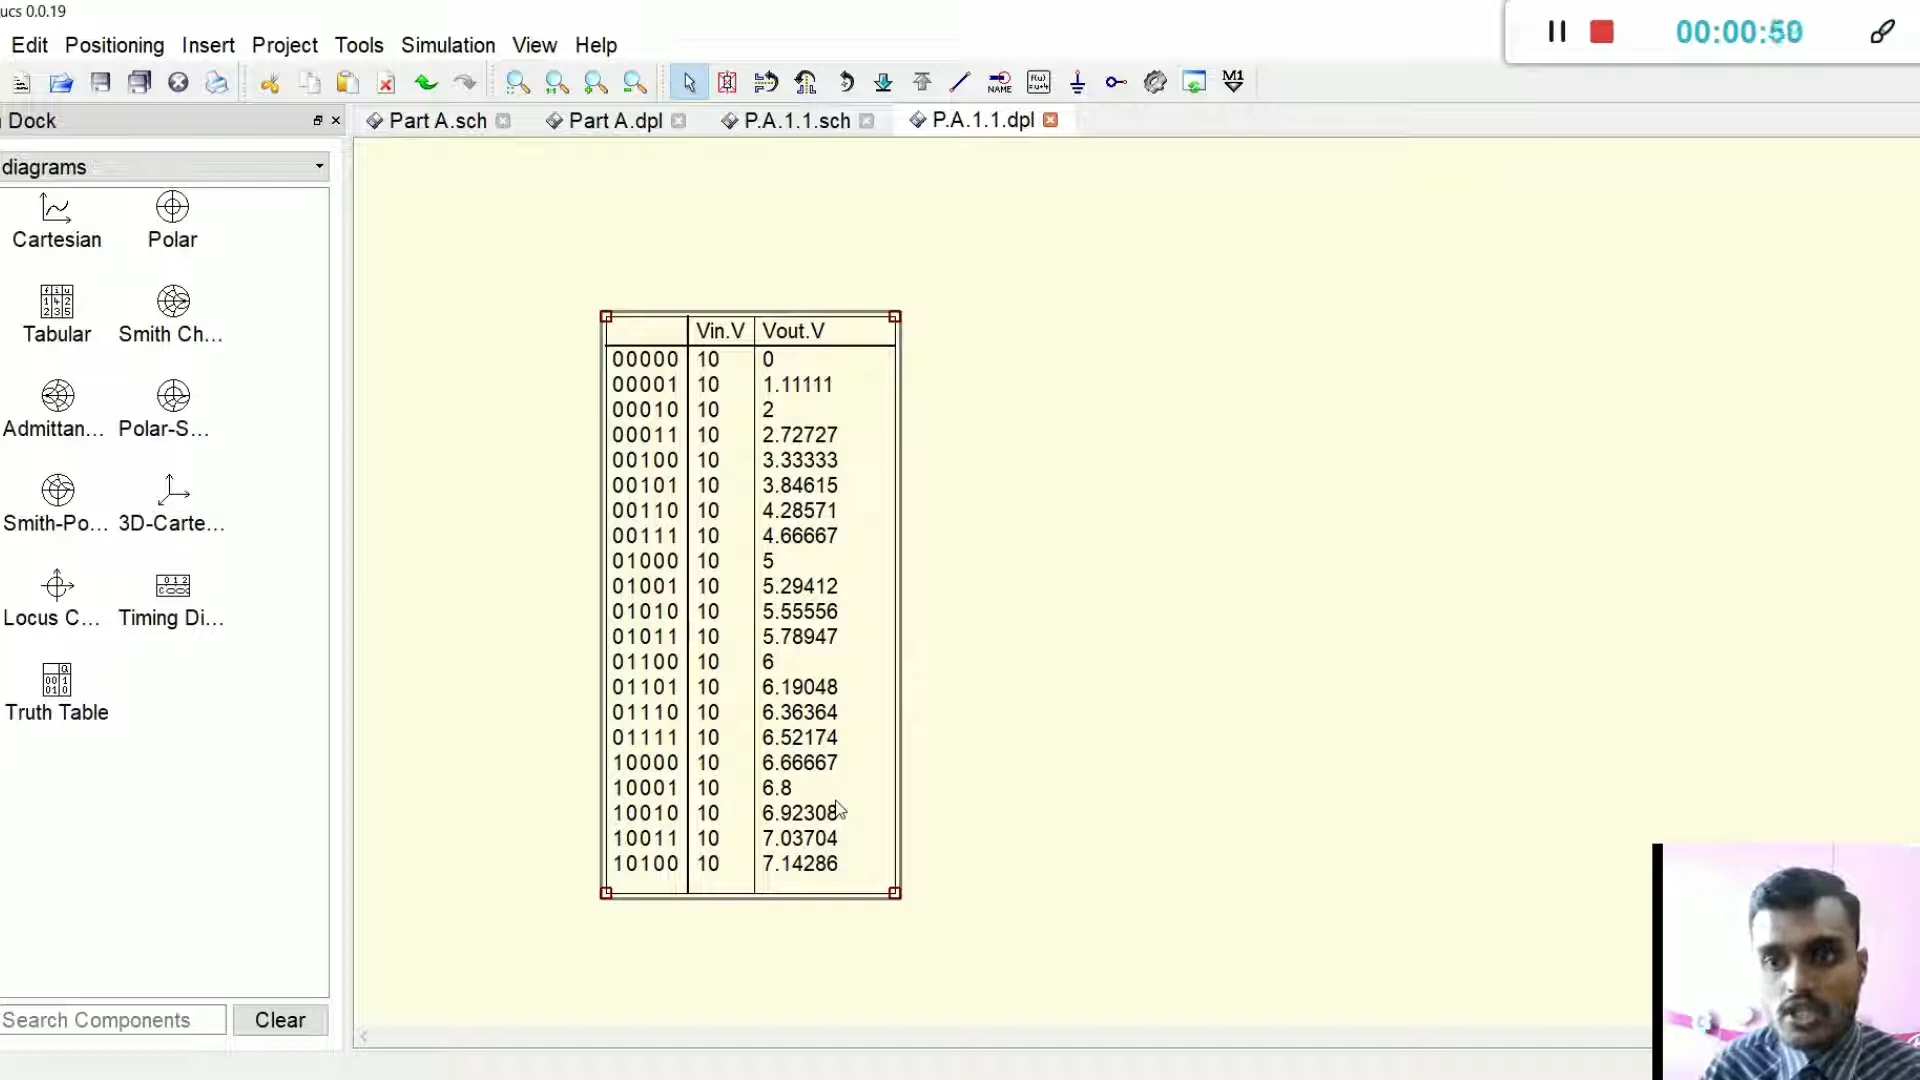 ucs 0.0.19
Edit Positioning Insert Project Tools Simulation View Help
00:00:50
NAME
M1
Dock
Part A.sch
Part A.dpl
P.A.1.1.sch
P.A.1.1.dpl
diagrams
Cartesian Polar
Tabular Smith Ch...
Admittan... Polar-S...
Smith-Po... 3D-Carte...
Locus C... Timing Di...
Truth Table
Search Components
Clear
Vin.V Vout.V
00000 10 0
00001 10 1.11111
00010 10 2
00011 10 2.72727
00100 10 3.33333
00101 10 3.84615
00110 10 4.28571
00111 10 4.66667
01000 10 5
01001 10 5.29412
01010 10 5.55556
01011 10 5.78947
01100 10 6
01101 10 6.19048
01110 10 6.36364
01111 10 6.52174
10000 10 6.66667
10001 10 6.8
10010 10 6.92308
10011 10 7.03704
10100 10 7.14286